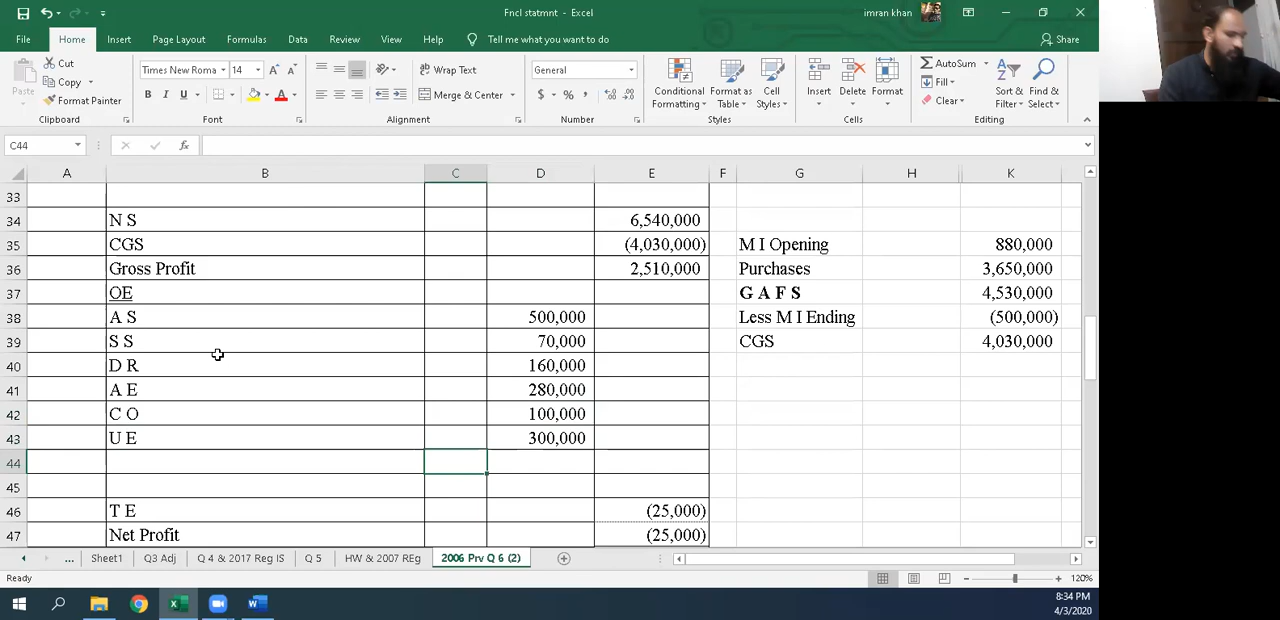 Fncl statmnt - Excel
imran khan
File Home Insert Page Layout Formulas Data Review View Help Tell me what you want to do Share
Cut
Copy
Format Painter
Paste
Times New Roma 14
B I U
Wrap Text
Merge & Center
General
$ % ,
Conditional Formatting
Format as Table
Cell Styles
Insert
Delete
Format
AutoSum
Fill
Clear
Sort & Filter
Find & Select
Clipboard Font Alignment Number Styles Cells Editing
C44 fx
A B C D E F G H K
33
34 N S 6,540,000
35 CGS (4,030,000) M I Opening 880,000
36 Gross Profit 2,510,000 Purchases 3,650,000
37 OE G A F S 4,530,000
38 A S 500,000 Less M I Ending (500,000)
39 S S 70,000 CGS 4,030,000
40 D R 160,000
41 A E 280,000
42 C O 100,000
43 U E 300,000
44
45
46 T E (25,000)
47 Net Profit (25,000)
... Sheet1 Q3 Adj Q 4 & 2017 Reg IS Q 5 HW & 2007 REg 2006 Prv Q 6 (2)
Ready 120%
8:34 PM
4/3/2020